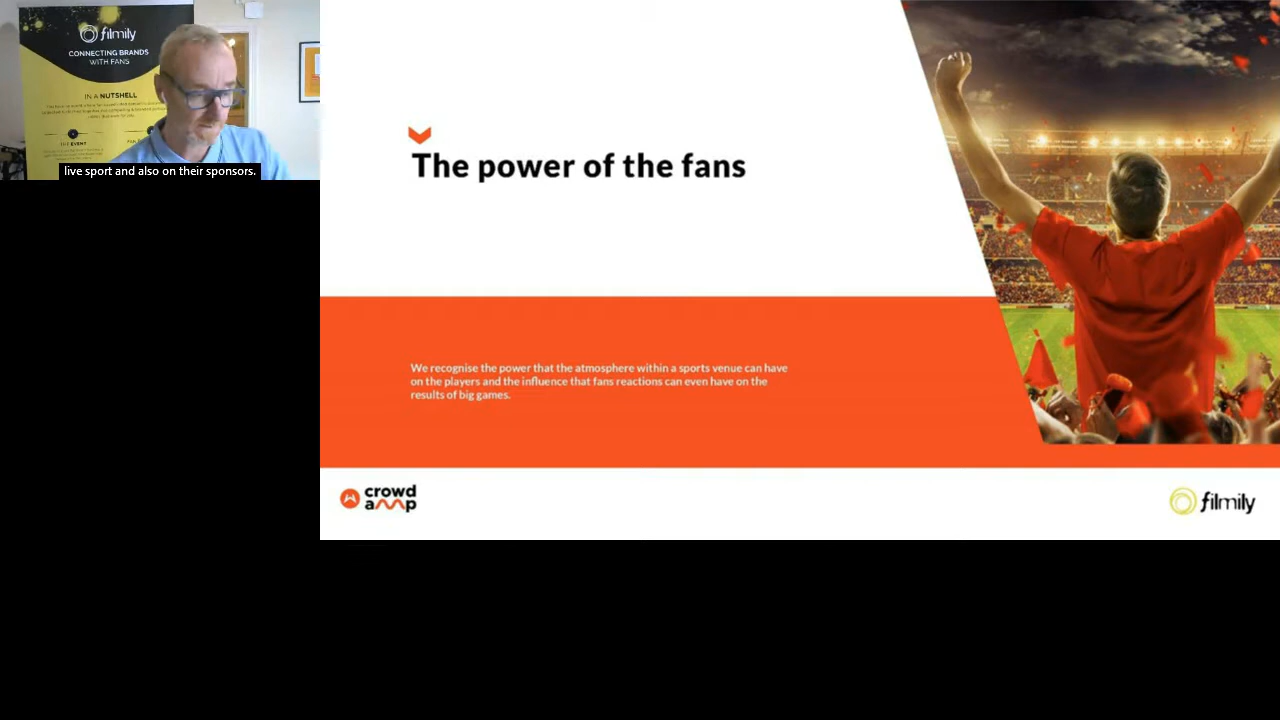 filmily
CONNECTING BRANDS
WITH FANS
IN A NUTSHELL
live sport and also on their sponsors.
The power of the fans
We recognise the power that the atmosphere within a sports venue can have
on the players and the influence that fans reactions can even have on the
results of big games.
crowd
amp
filmily